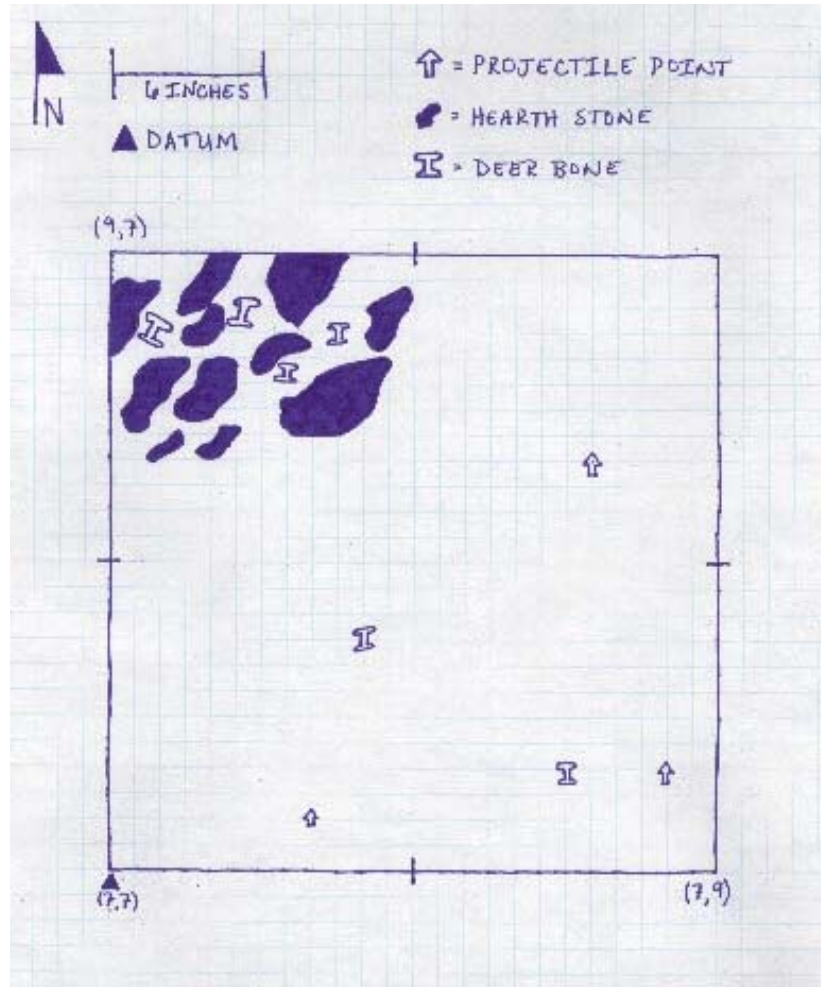 N
6 INCHES
▲ DATUM
= PROJECTILE POINT
= HEARTH STONE
= DEER BONE
(9,7)
(7,7)
(7,9)